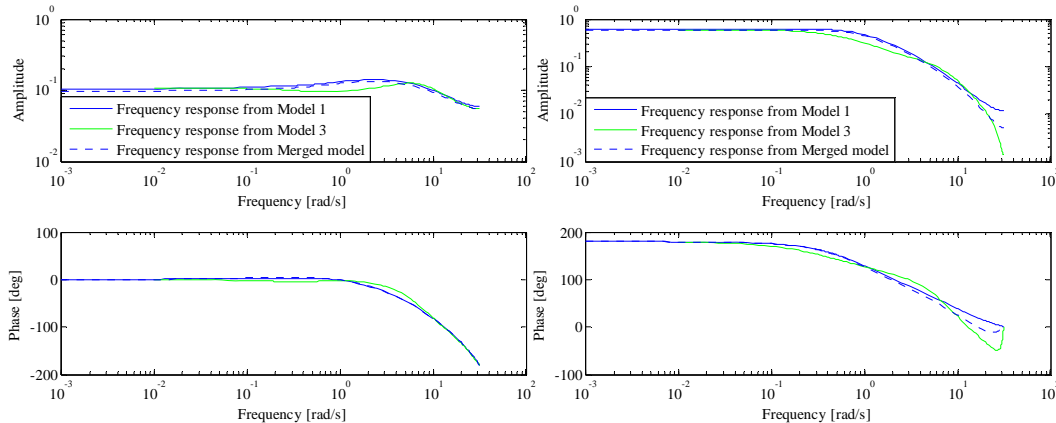 10^0
10^-1
10^-2
Amplitude
Frequency response from Model 1
Frequency response from Model 3
Frequency response from Merged model
10^-3 10^-2 10^-1 10^0 10^1 10^2
Frequency [rad/s]
10^0
10^-1
10^-2
10^-3
Amplitude
Frequency response from Model 1
Frequency response from Model 3
Frequency response from Merged model
10^-3 10^-2 10^-1 10^0 10^1 10^2
Frequency [rad/s]
100
0
-100
-200
Phase [deg]
10^-3 10^-2 10^-1 10^0 10^1 10^2
Frequency [rad/s]
200
100
0
-100
Phase [deg]
10^-3 10^-2 10^-1 10^0 10^1 10^2
Frequency [rad/s]